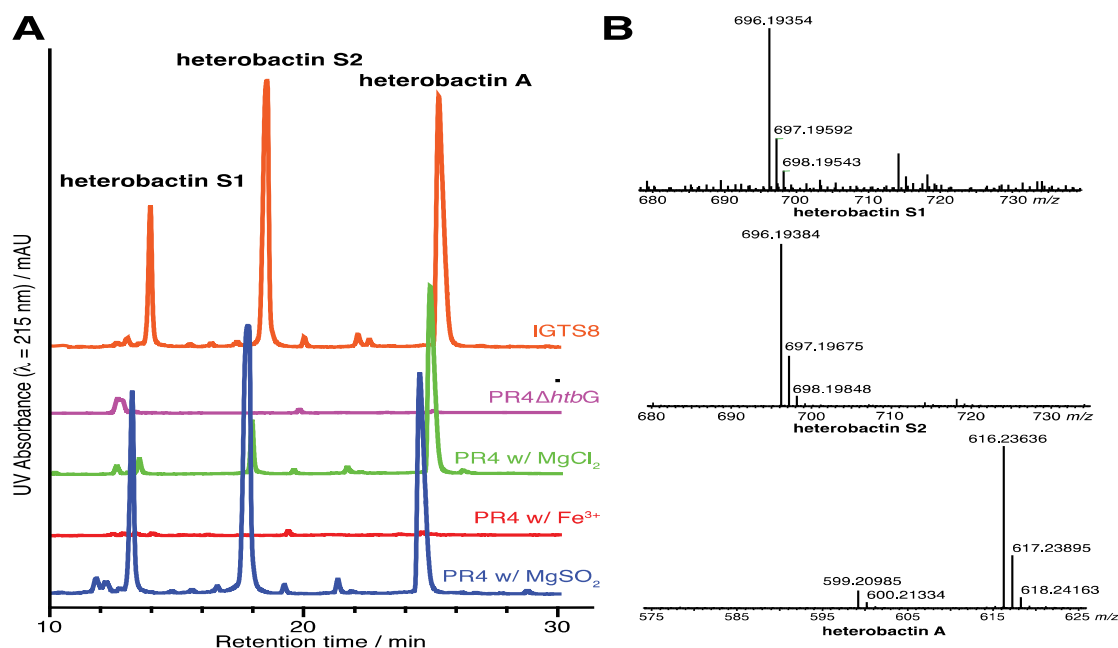 A
heterobactin S2
heterobactin A
heterobactin S1
UV Absorbance (λ = 215 nm) / mAU
IGTS8
PR4ΔhtbG
PR4 w/ MgCl₂
PR4 w/ Fe³⁺
PR4 w/ MgSO₂
10 20 30
Retention time / min
B
696.19354
697.19592
698.19543
680 690 700 710 720 730 m/z
heterobactin S1
696.19384
697.19675
698.19848
680 690 700 710 720 730 m/z
heterobactin S2
616.23636
617.23895
599.20985
618.24163
600.21334
575 585 595 605 615 625 m/z
heterobactin A